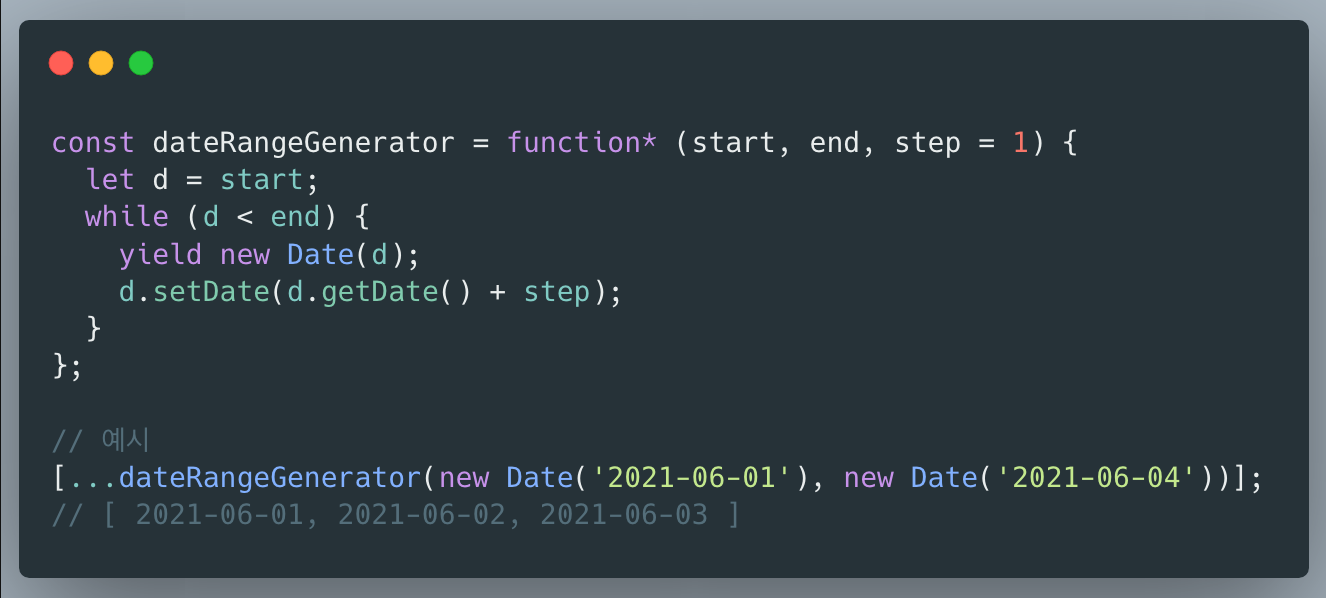 const dateRangeGenerator = function* (start, end, step = 1) {
  let d = start;
  while (d < end) {
    yield new Date(d);
    d.setDate(d.getDate() + step);
  }
};

// 예시
[...dateRangeGenerator(new Date('2021-06-01'), new Date('2021-06-04'))];
// [ 2021-06-01, 2021-06-02, 2021-06-03 ]